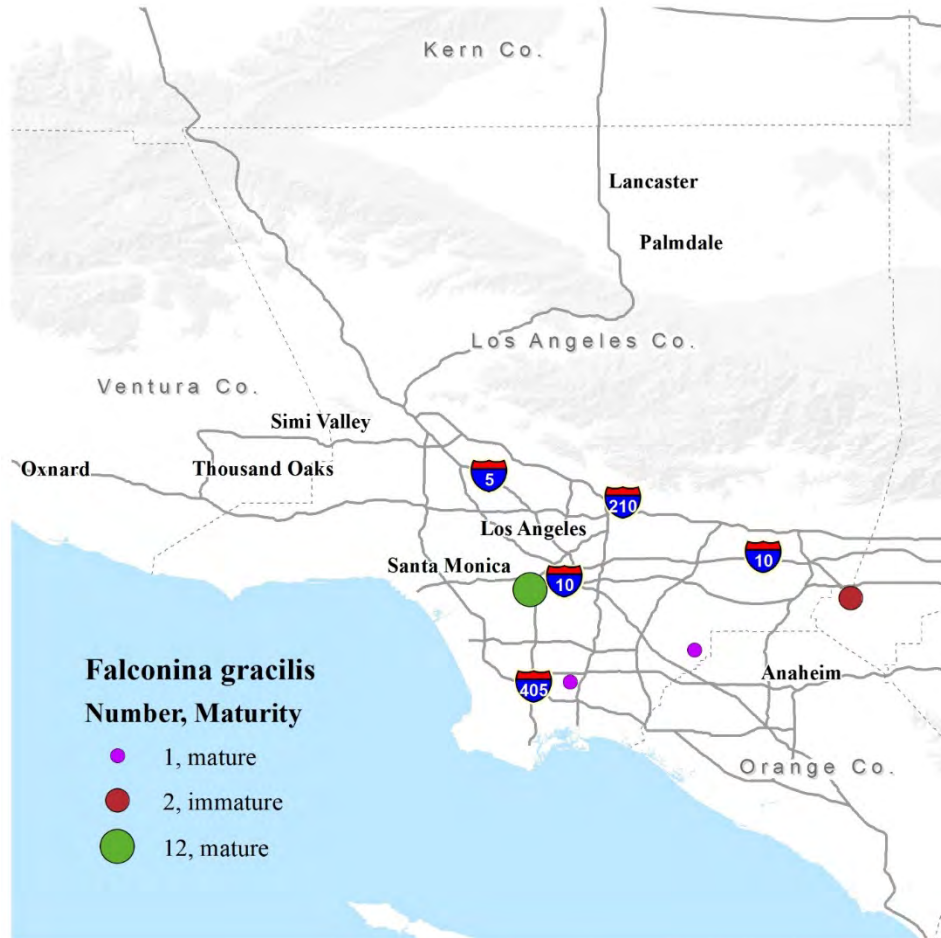 Kern Co.
Lancaster
Palmdale
Los Angeles Co.
Ventura Co.
Simi Valley
Oxnard
Thousand Oaks
5
210
Los Angeles
10
Santa Monica
10
Falconina gracilis
Anaheim
405
Number, Maturity
1, mature
Orange Co.
2, immature
12, mature